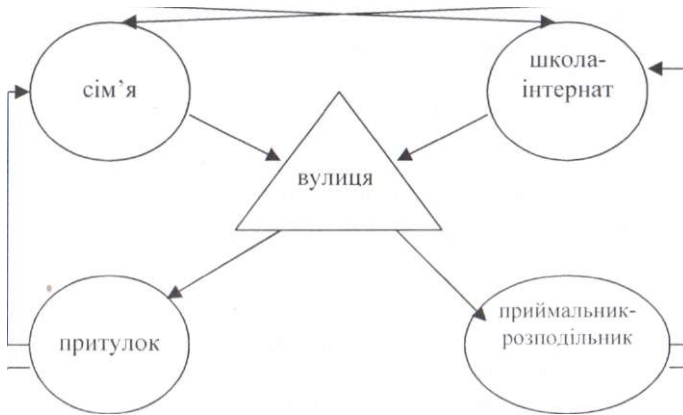 сім’я
школа-
інтернат
вулиця
притулок
приймальник-
розподільник